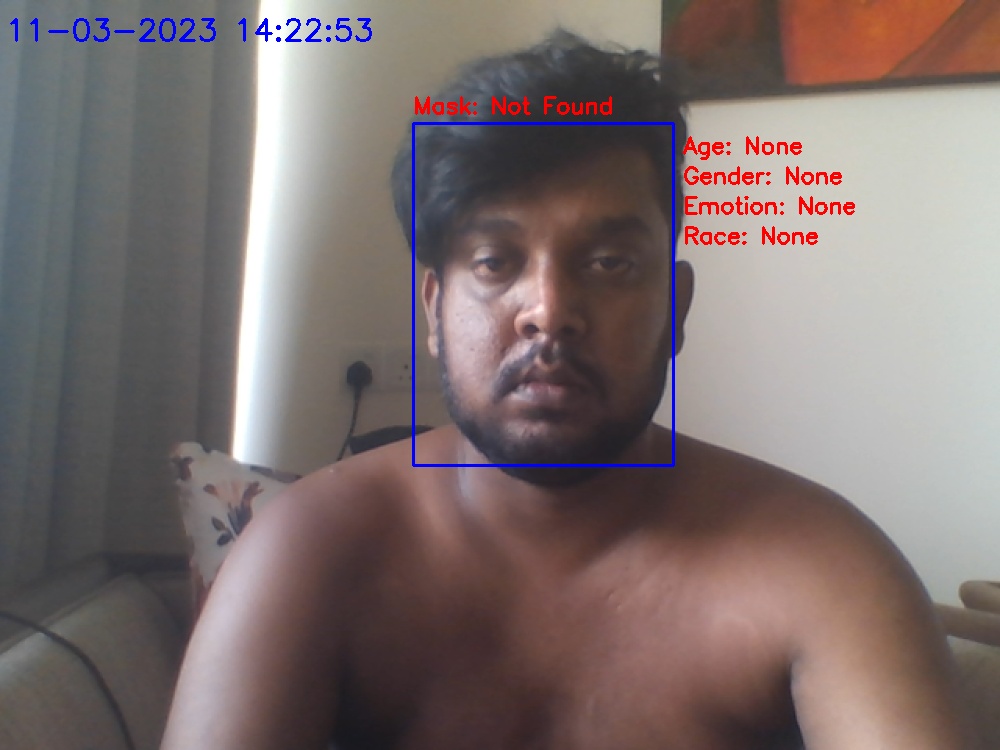 11-03-2023 14:22:53
Mask: Not Found
Age: None
Gender: None
Emotion: None
Race: None